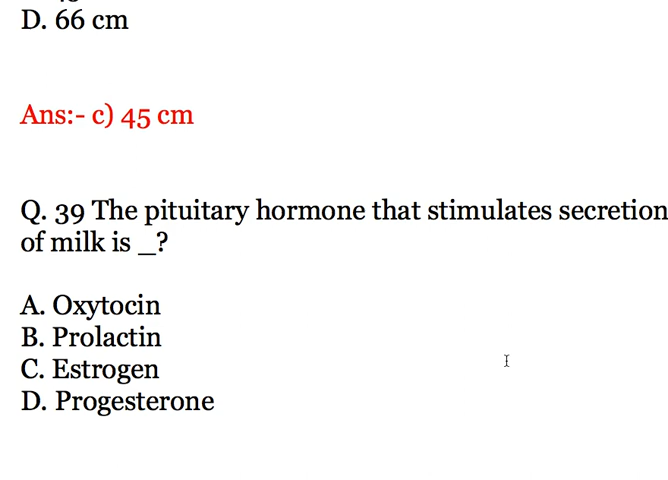 D. 66 cm
Ans:- c) 45 cm
Q. 39 The pituitary hormone that stimulates secretion
of milk is _?
A. Oxytocin
B. Prolactin
C. Estrogen
D. Progesterone